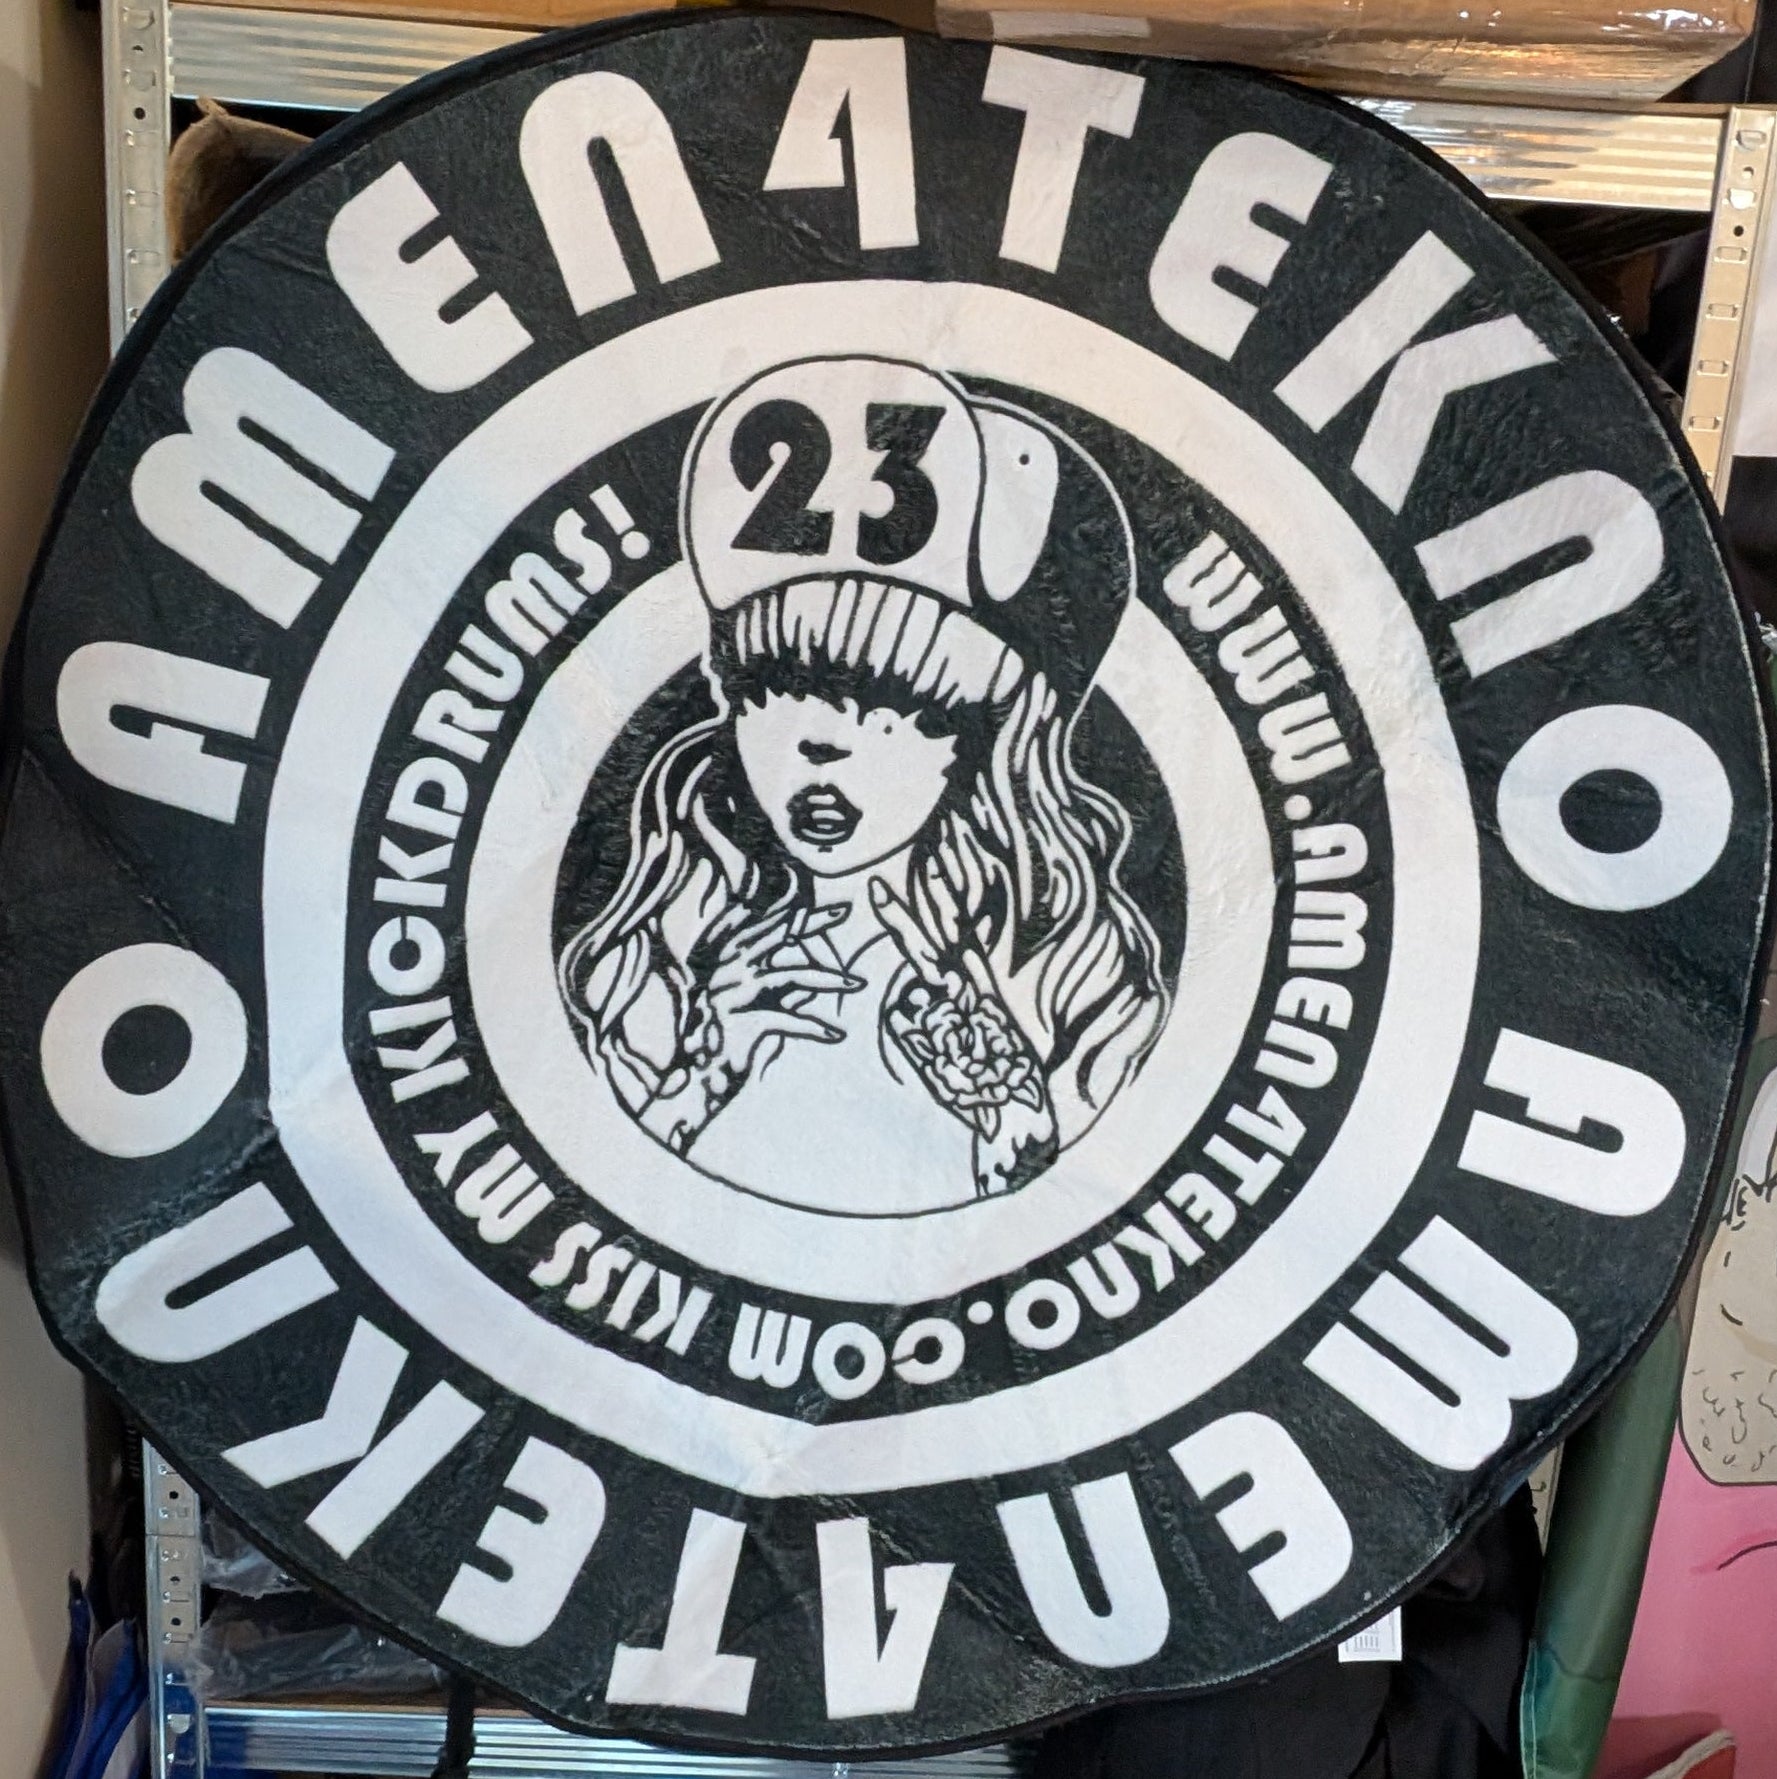 AMEN4TEKNO AMEN4TEKNO
23
www.AMEN4TEKNO.COM KISS MY KICKDRUMS!